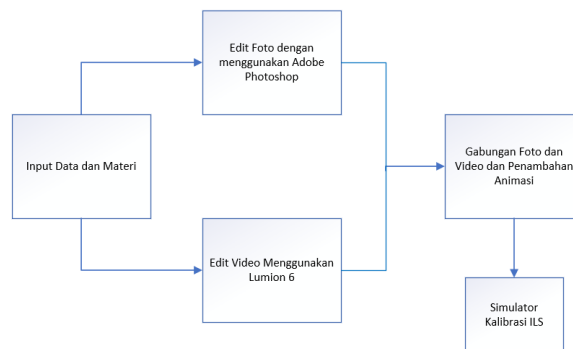 Input Data dan Materi
Edit Foto dengan
menggunakan Adobe
Photoshop
Edit Video Menggunakan
Lumion 6
Gabungan Foto dan
Video dan Penambahan
Animasi
Simulator
Kalibrasi ILS